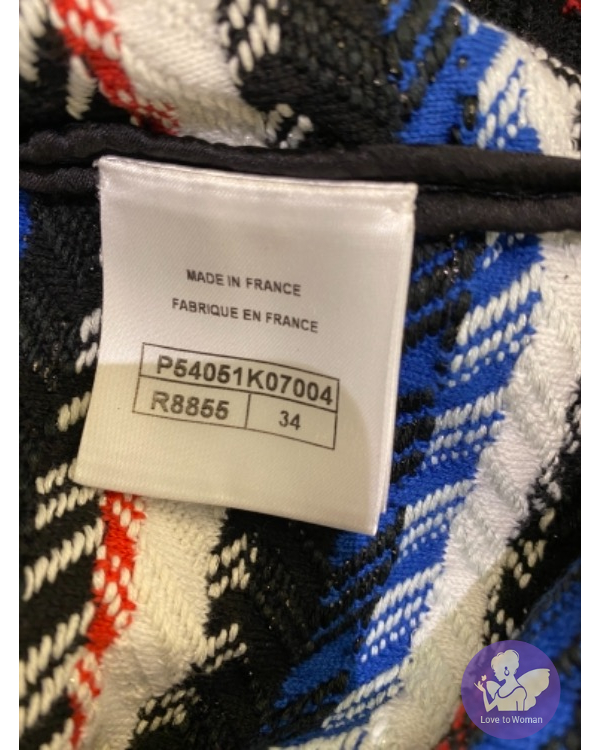 MADE IN FRANCE
FABRIQUE EN FRANCE
P54051K07004
R8855 34
Love to Woman